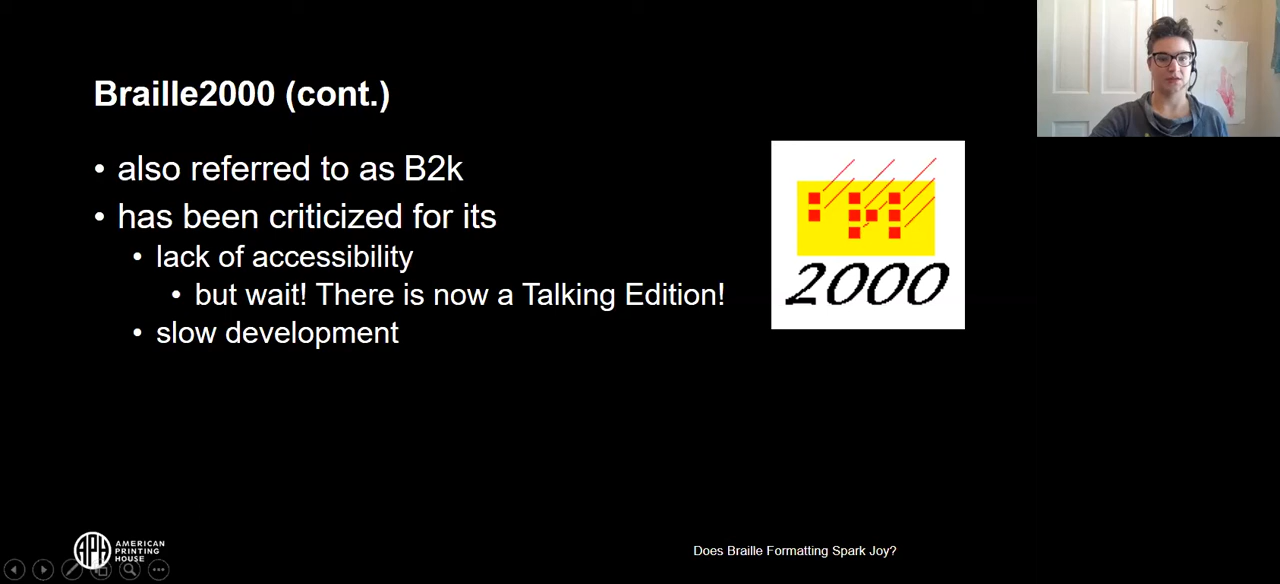 Braille2000 (cont.)
• also referred to as B2k
• has been criticized for its
• lack of accessibility
• but wait! There is now a Talking Edition!
• slow development
2000
APH
AMERICAN
PRINTING
HOUSE
Does Braille Formatting Spark Joy?